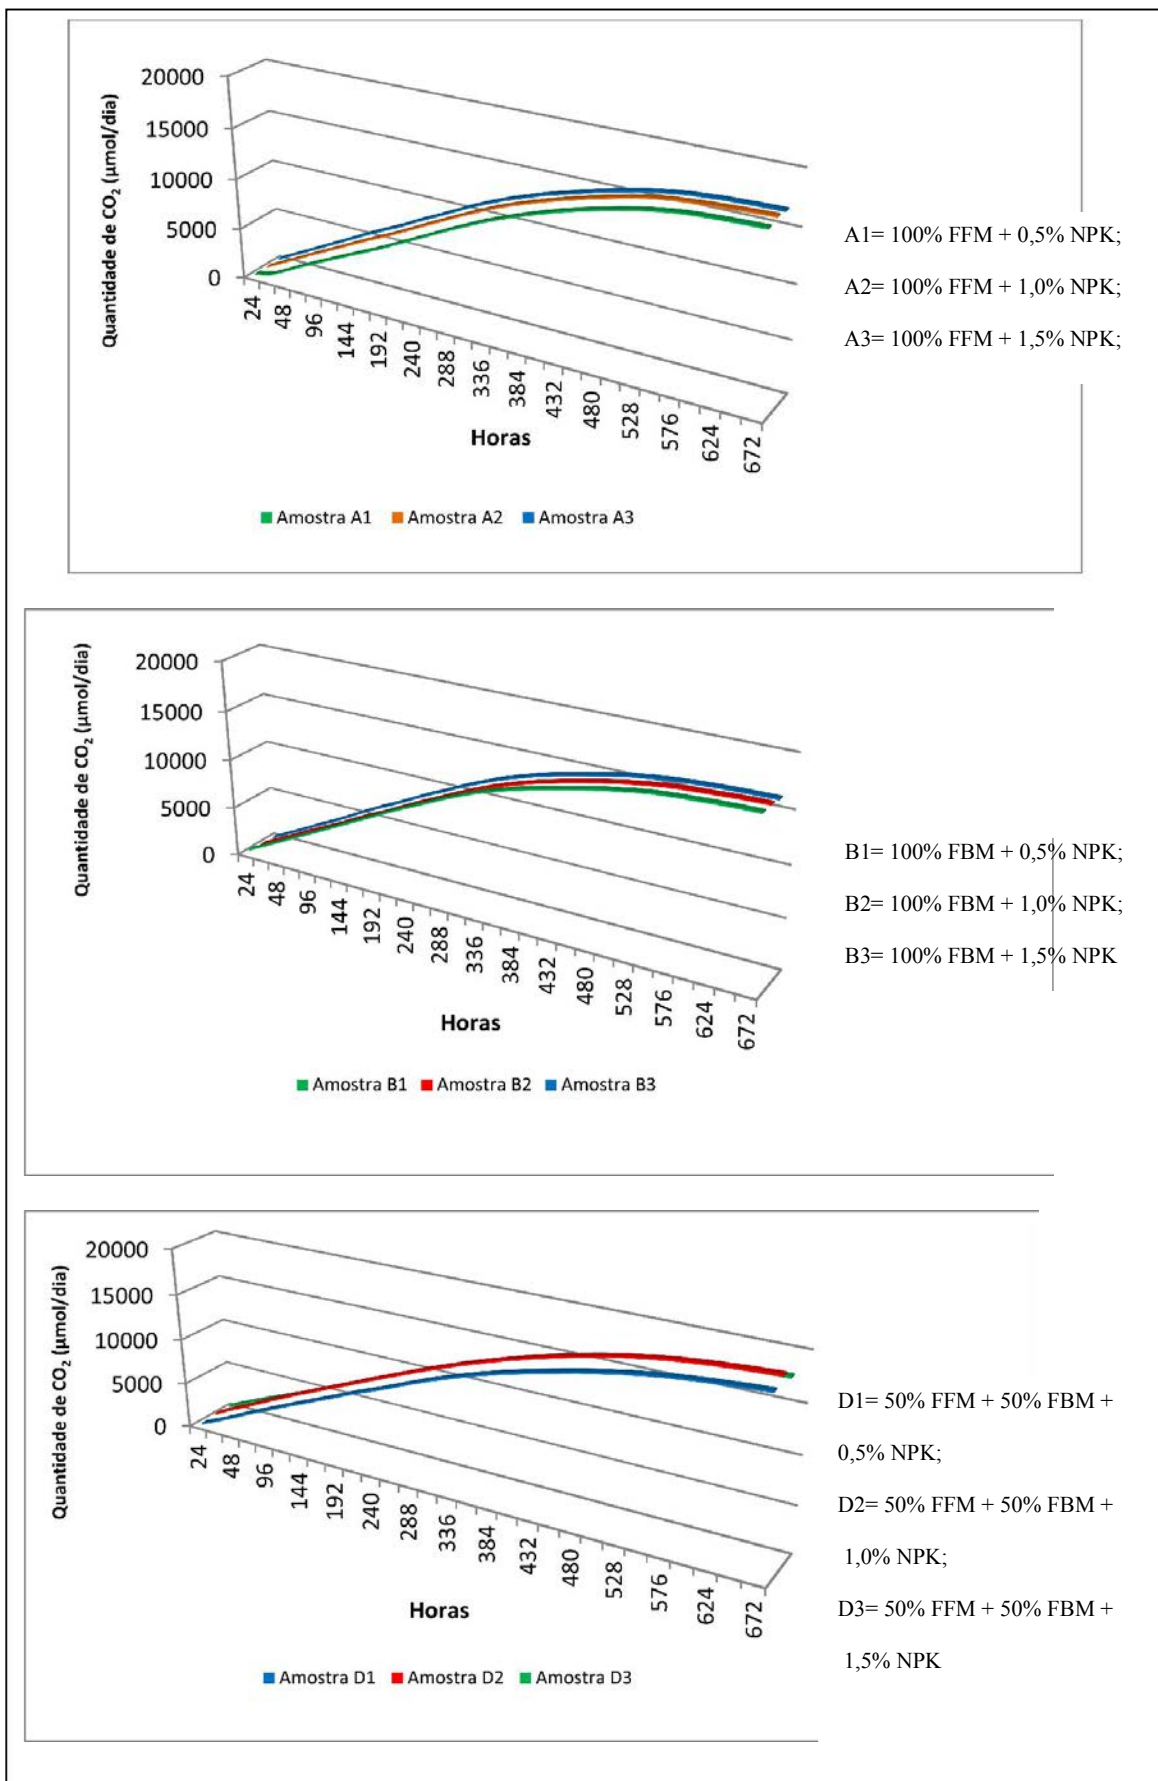 20000
15000
10000
5000
0
Quantidade de CO₂ (µmol/dia)
24
48
96
144
192
240
288
336
384
432
480
528
576
624
672
Horas
Amostra A1 Amostra A2 Amostra A3
A1= 100% FFM + 0,5% NPK;
A2= 100% FFM + 1,0% NPK;
A3= 100% FFM + 1,5% NPK;
20000
15000
10000
5000
0
Quantidade de CO₂ (µmol/dia)
24
48
96
144
192
240
288
336
384
432
480
528
576
624
672
Horas
Amostra B1 Amostra B2 Amostra B3
B1= 100% FBM + 0,5% NPK;
B2= 100% FBM + 1,0% NPK;
B3= 100% FBM + 1,5% NPK
20000
15000
10000
5000
0
Quantidade de CO₂ (µmol/dia)
24
48
96
144
192
240
288
336
384
432
480
528
576
624
672
Horas
Amostra D1 Amostra D2 Amostra D3
D1= 50% FFM + 50% FBM +
0,5% NPK;
D2= 50% FFM + 50% FBM +
1,0% NPK;
D3= 50% FFM + 50% FBM +
1,5% NPK